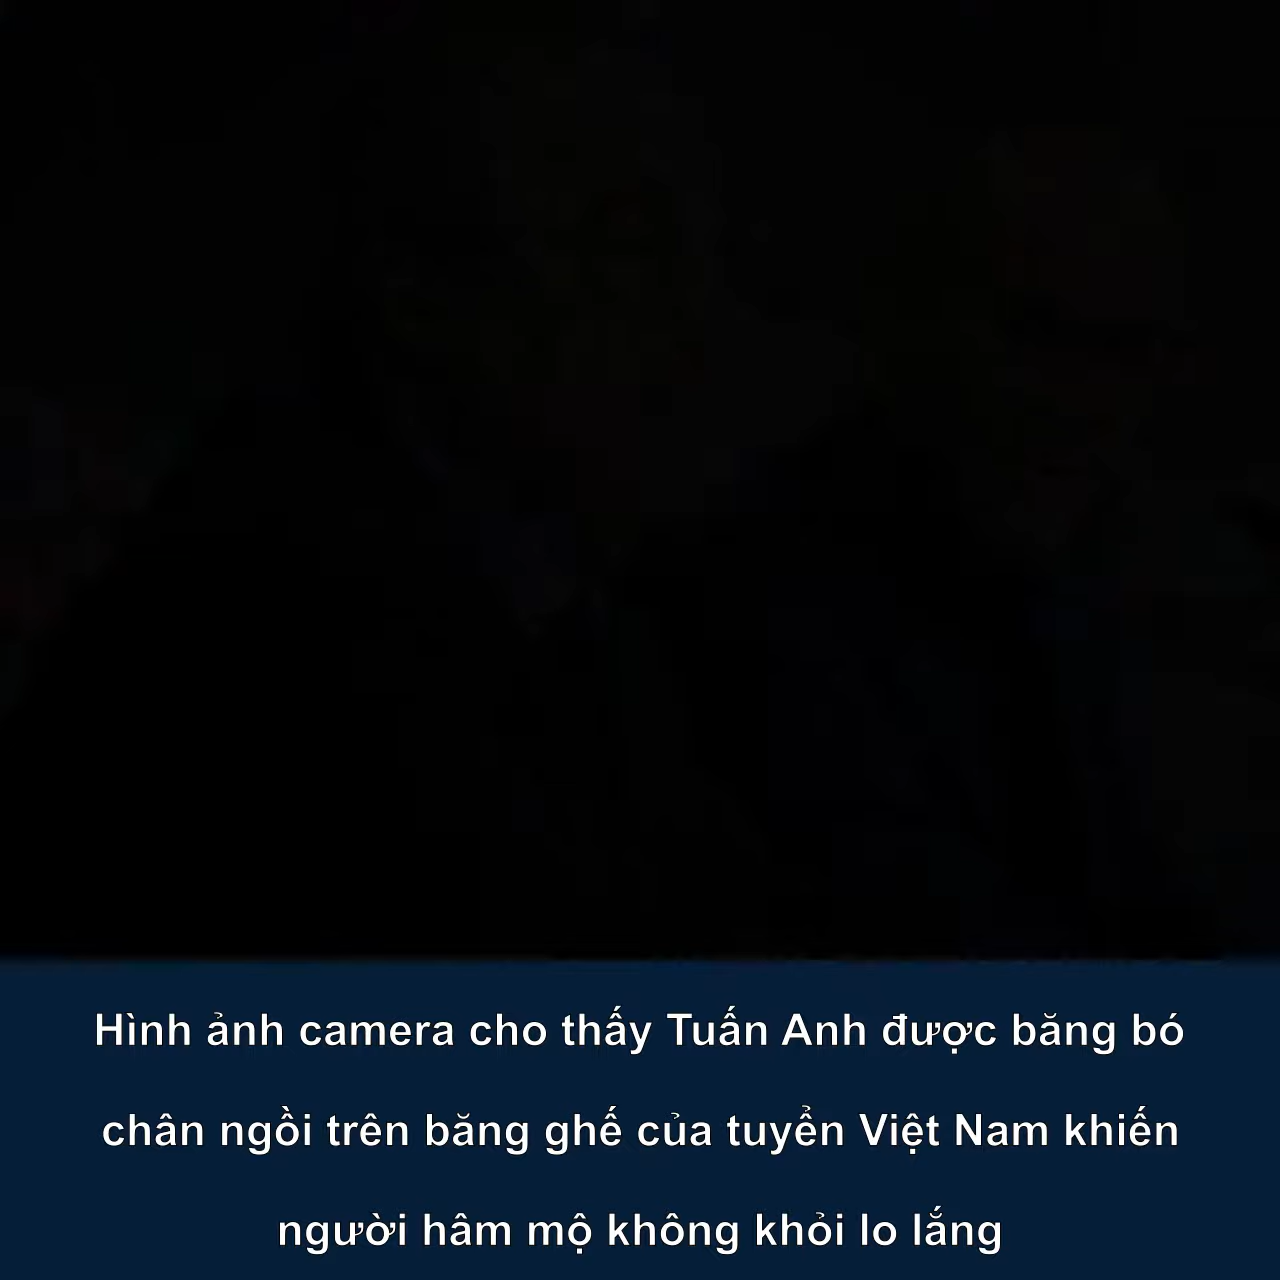 Hình ảnh camera cho thấy Tuấn Anh được băng bó
chân ngồi trên băng ghế của tuyển Việt Nam khiến
người hâm mộ không khỏi lo lắng